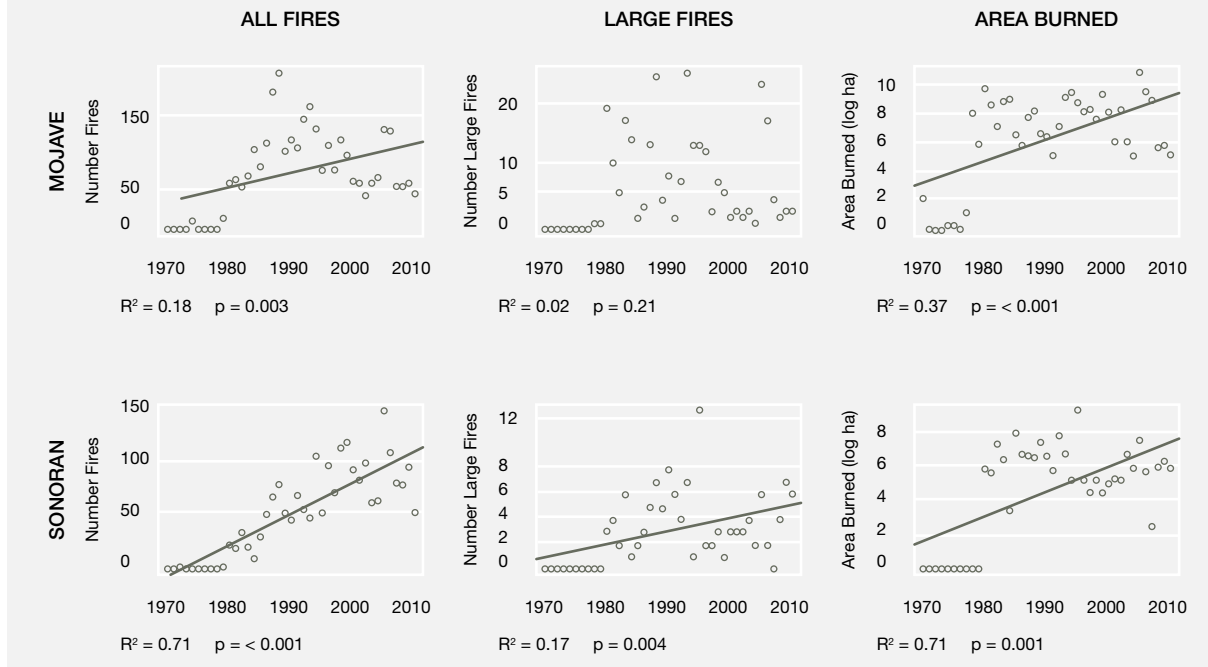 ALL FIRES LARGE FIRES AREA BURNED
MOJAVE
Number Fires
150
50
0
1970 1980 1990 2000 2010
R² = 0.18 p = 0.003
Number Large Fires
20
10
5
0
1970 1980 1990 2000 2010
R² = 0.02 p = 0.21
Area Burned (log ha)
10
8
6
4
2
0
1970 1980 1990 2000 2010
R² = 0.37 p = < 0.001
SONORAN
Number Fires
150
100
50
0
1970 1980 1990 2000 2010
R² = 0.71 p = < 0.001
Number Large Fires
12
8
6
4
2
0
1970 1980 1990 2000 2010
R² = 0.17 p = 0.004
Area Burned (log ha)
8
6
4
2
0
1970 1980 1990 2000 2010
R² = 0.71 p = 0.001